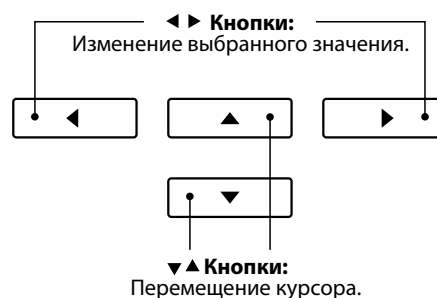 ◀ ▶ Кнопки:
Изменение выбранного значения.
▼▲ Кнопки:
Перемещение курсора.